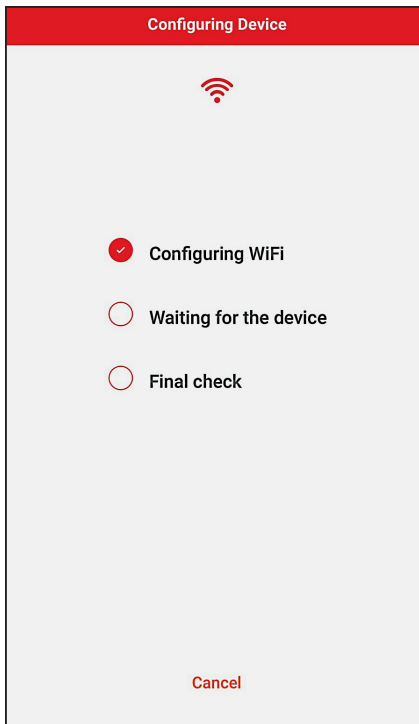 Configuring Device
Configuring WiFi
Waiting for the device
Final check
Cancel